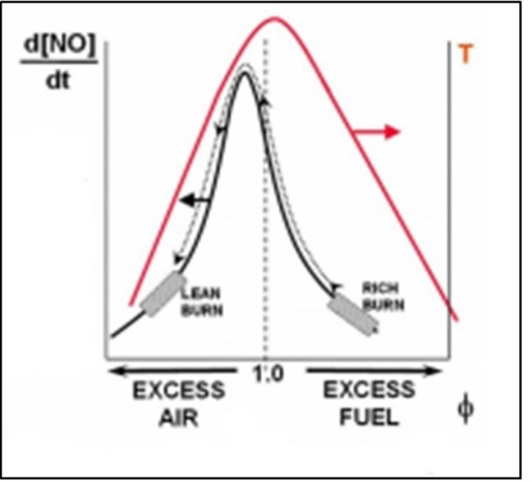 d[NO]
dt
T
LEAN
BURN
RICH
BURN
1.0
EXCESS
AIR
EXCESS
FUEL
ϕ